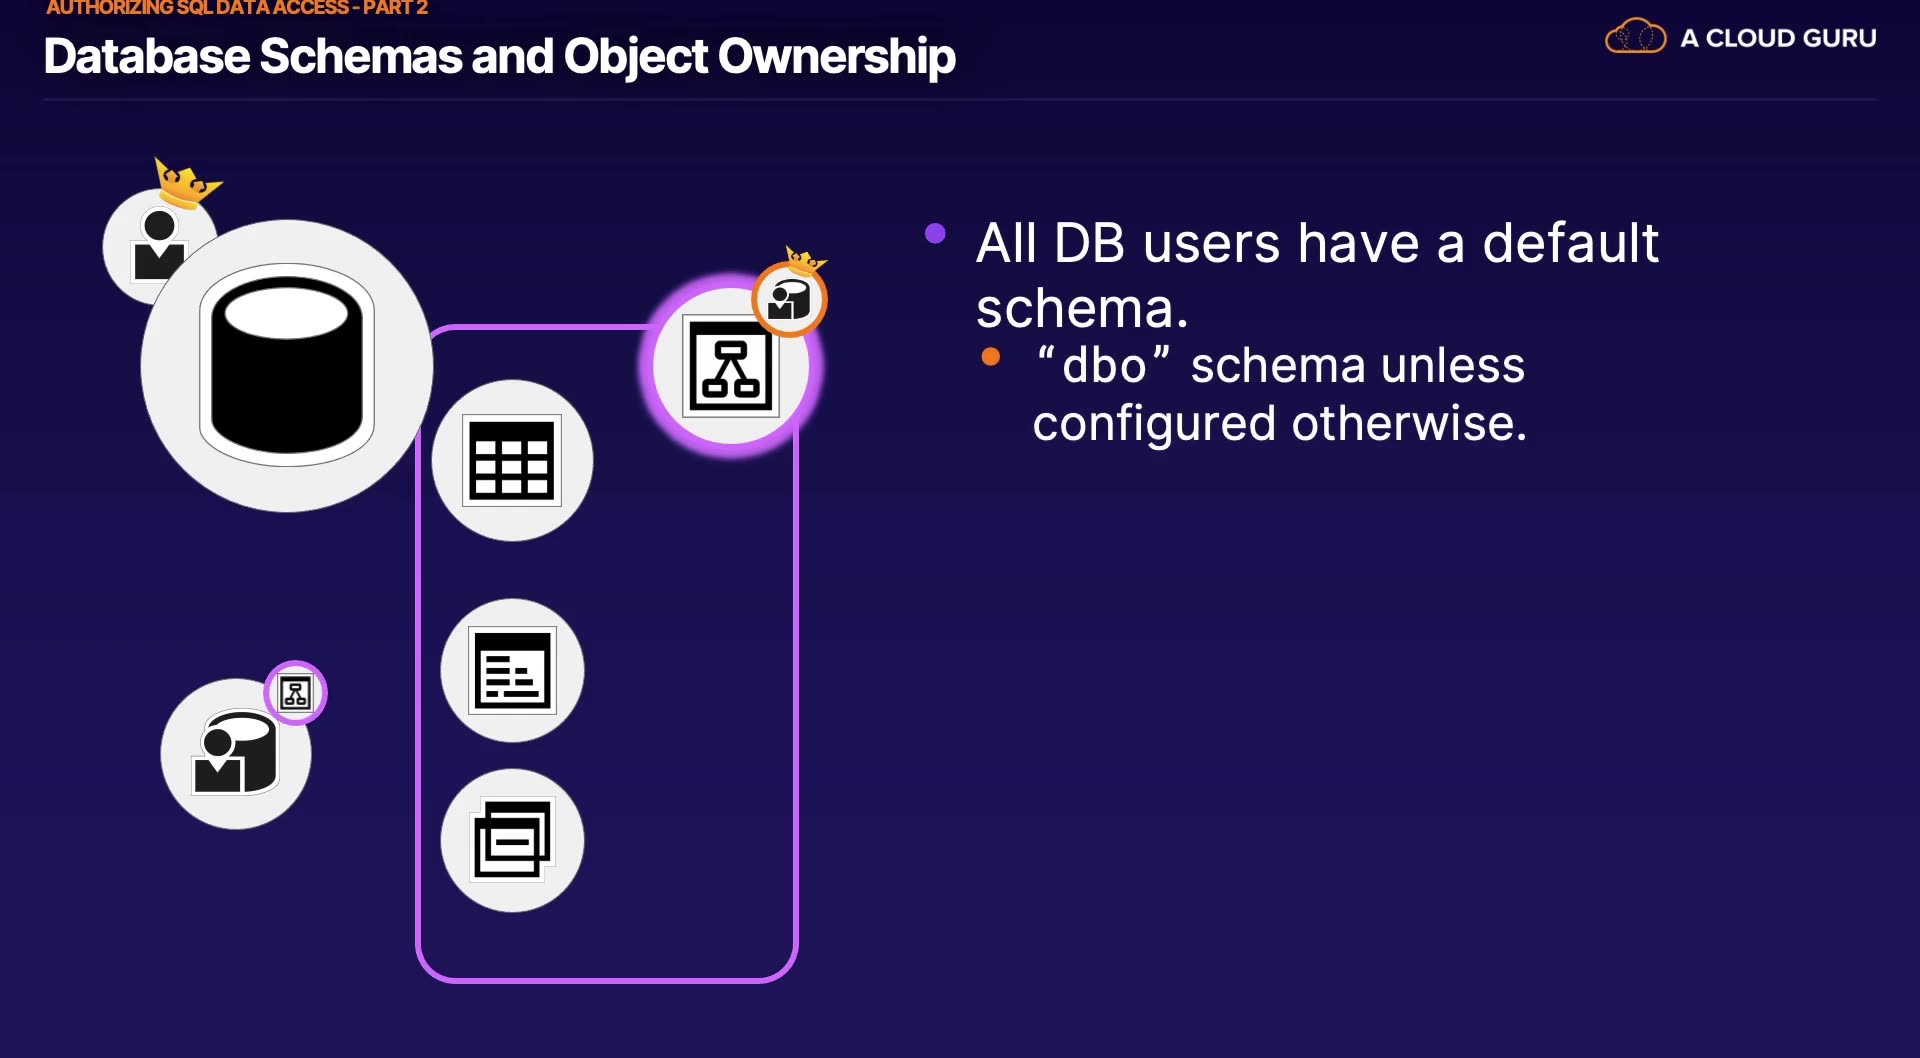 AUTHORIZING SQL DATA ACCESS - PART 2
Database Schemas and Object Ownership
A CLOUD GURU
All DB users have a default
schema.
“dbo” schema unless
configured otherwise.